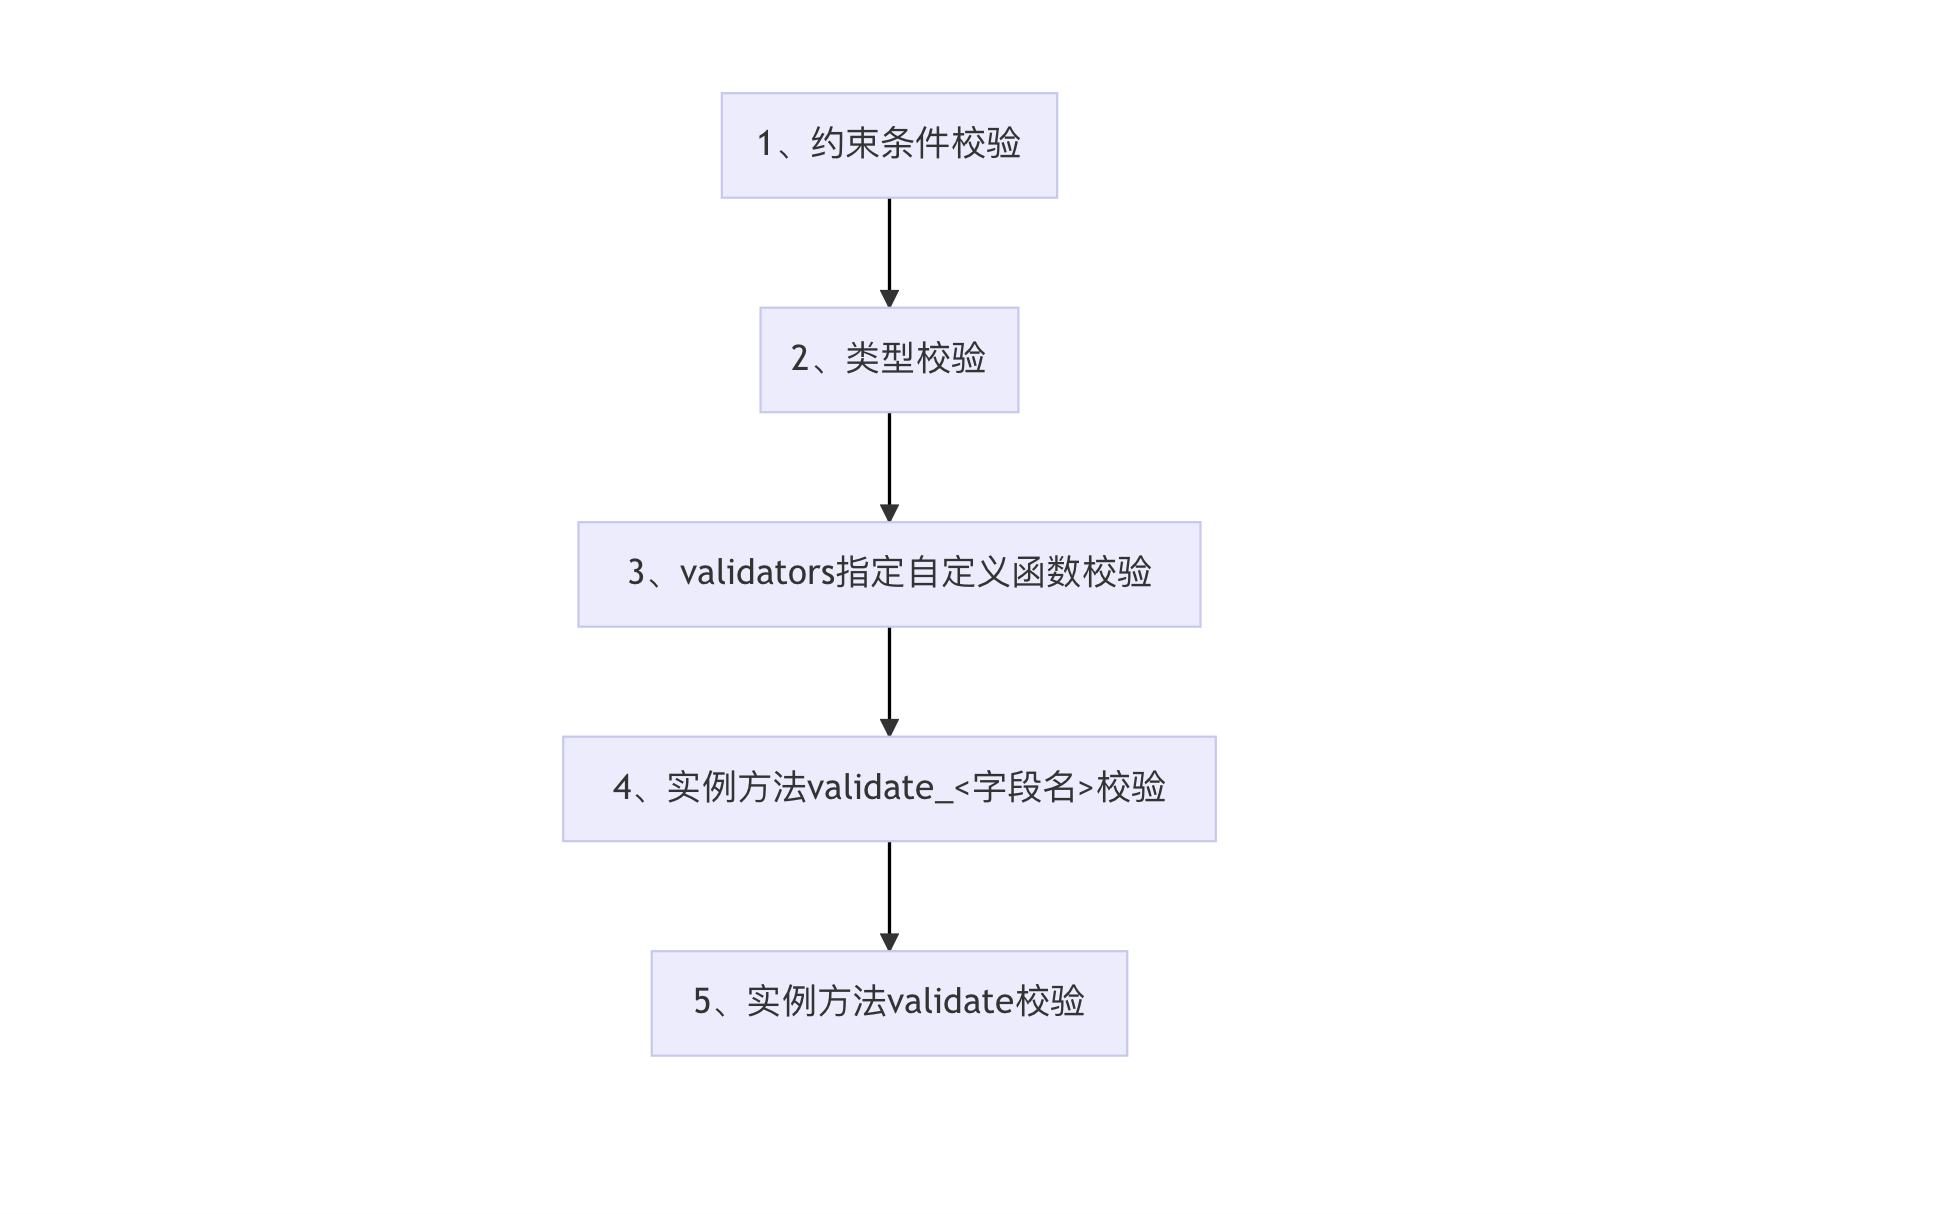 1、约束条件校验
2、类型校验
3、validators指定自定义函数校验
4、实例方法validate_<字段名>校验
5、实例方法validate校验